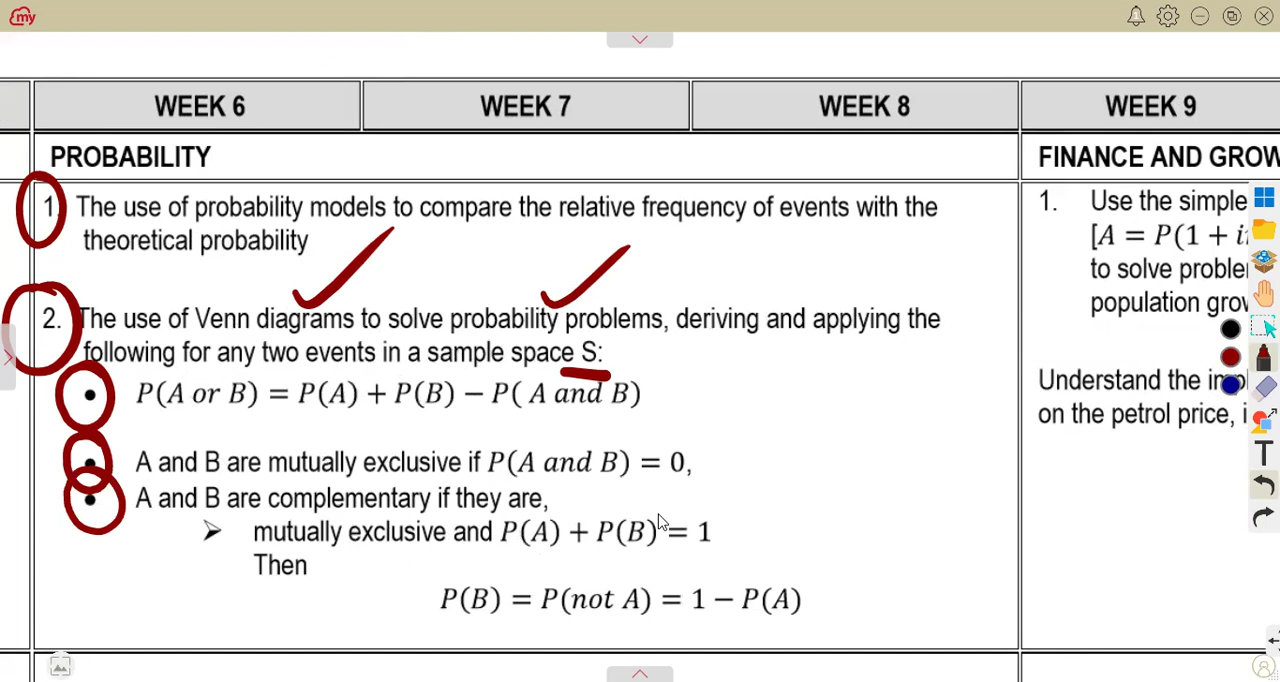 my
WEEK 6 WEEK 7 WEEK 8 WEEK 9
PROBABILITY
1. The use of probability models to compare the relative frequency of events with the
theoretical probability
2. The use of Venn diagrams to solve probability problems, deriving and applying the
following for any two events in a sample space S:
• P(A or B) = P(A) + P(B) − P( A and B)
• A and B are mutually exclusive if P(A and B) = 0,
• A and B are complementary if they are,
➢ mutually exclusive and P(A) + P(B) = 1
Then
P(B) = P(not A) = 1 − P(A)
FINANCE AND GROW
1. Use the simple
[A = P(1 + i
to solve proble
population grow
Understand the imp
on the petrol price, i
T